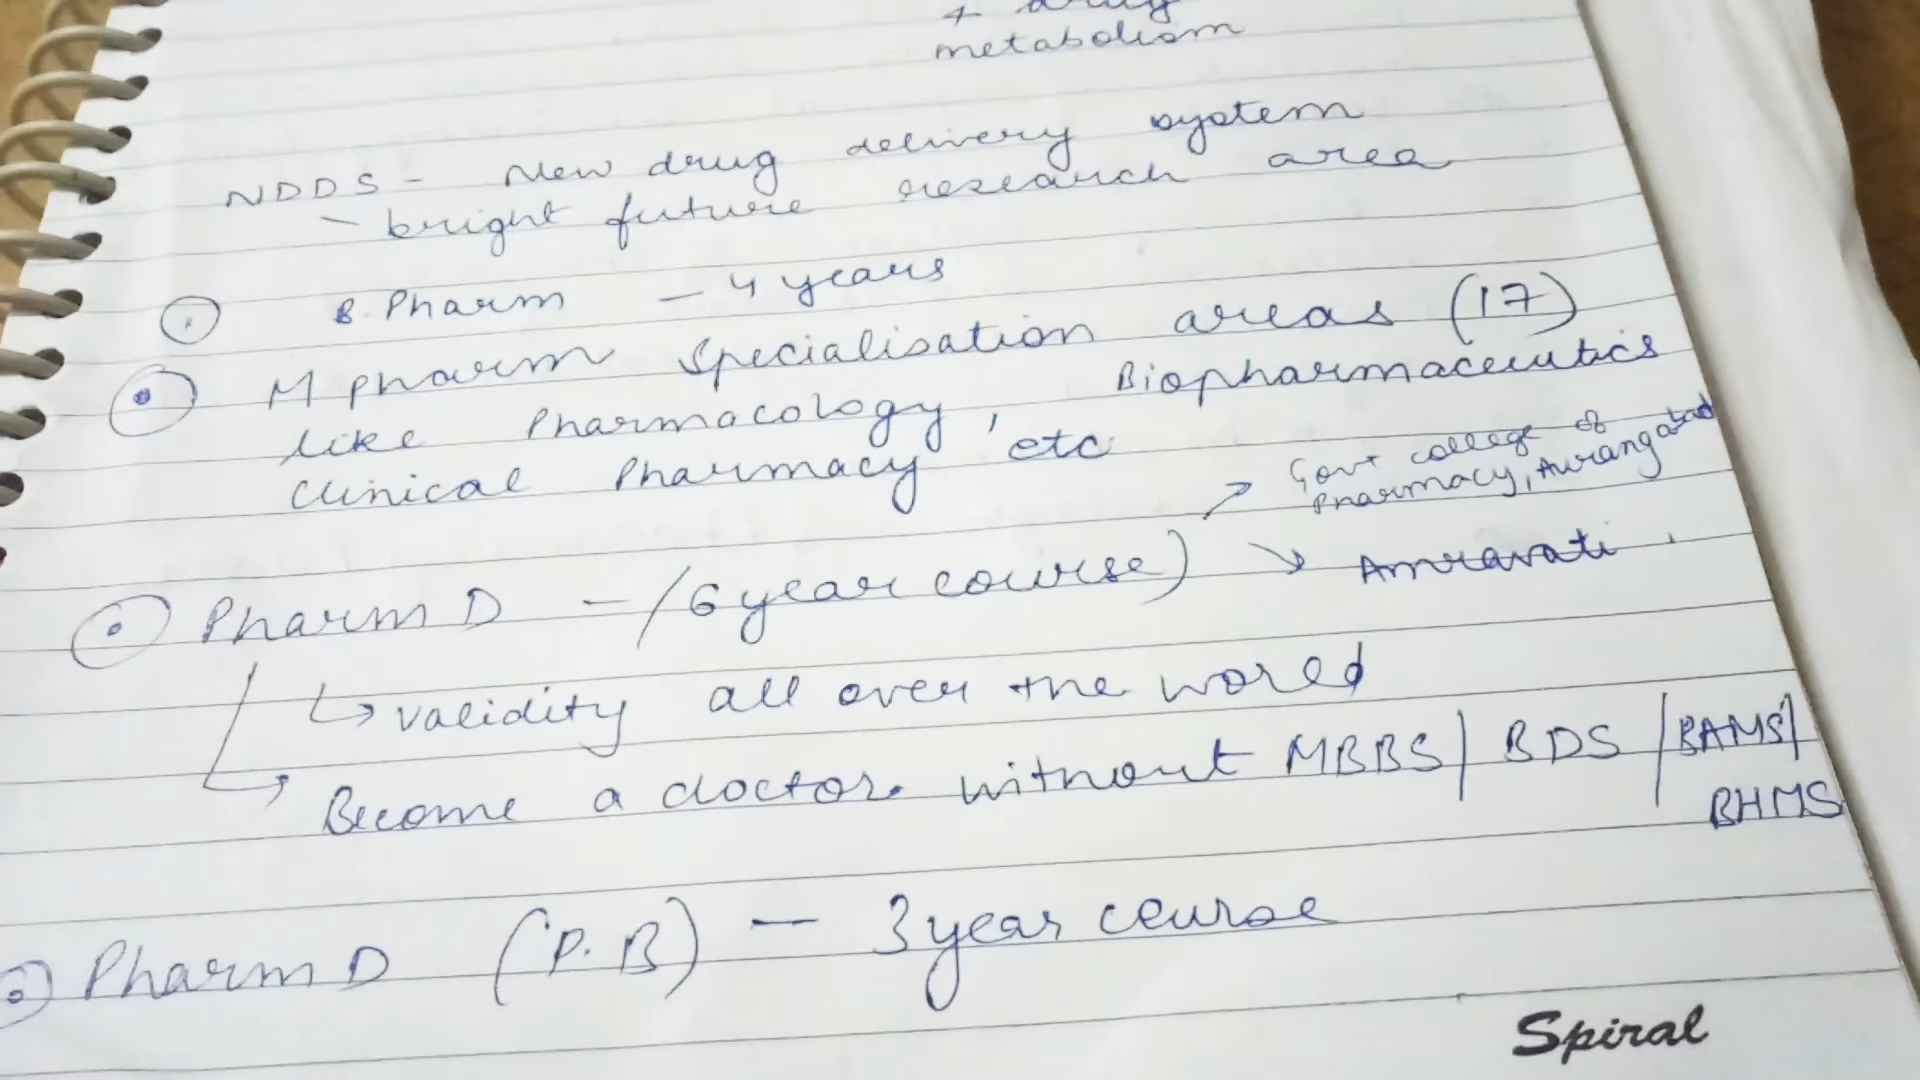 + drug
metabolism
NDDS - New drug delivery system
- bright future research area
B. Pharm - 4 years
M pharm specialisation areas (17)
like Pharmacology, Biopharmaceutics
Clinical Pharmacy etc
Govt college of
Pharmacy, Aurangabad
Pharm D - (6 year course)
Amravati
validity all over the world
Become a doctor without MBBS/ BDS / BAMS/
BHMS
Pharm D (P.B) - 3 year course
Spiral